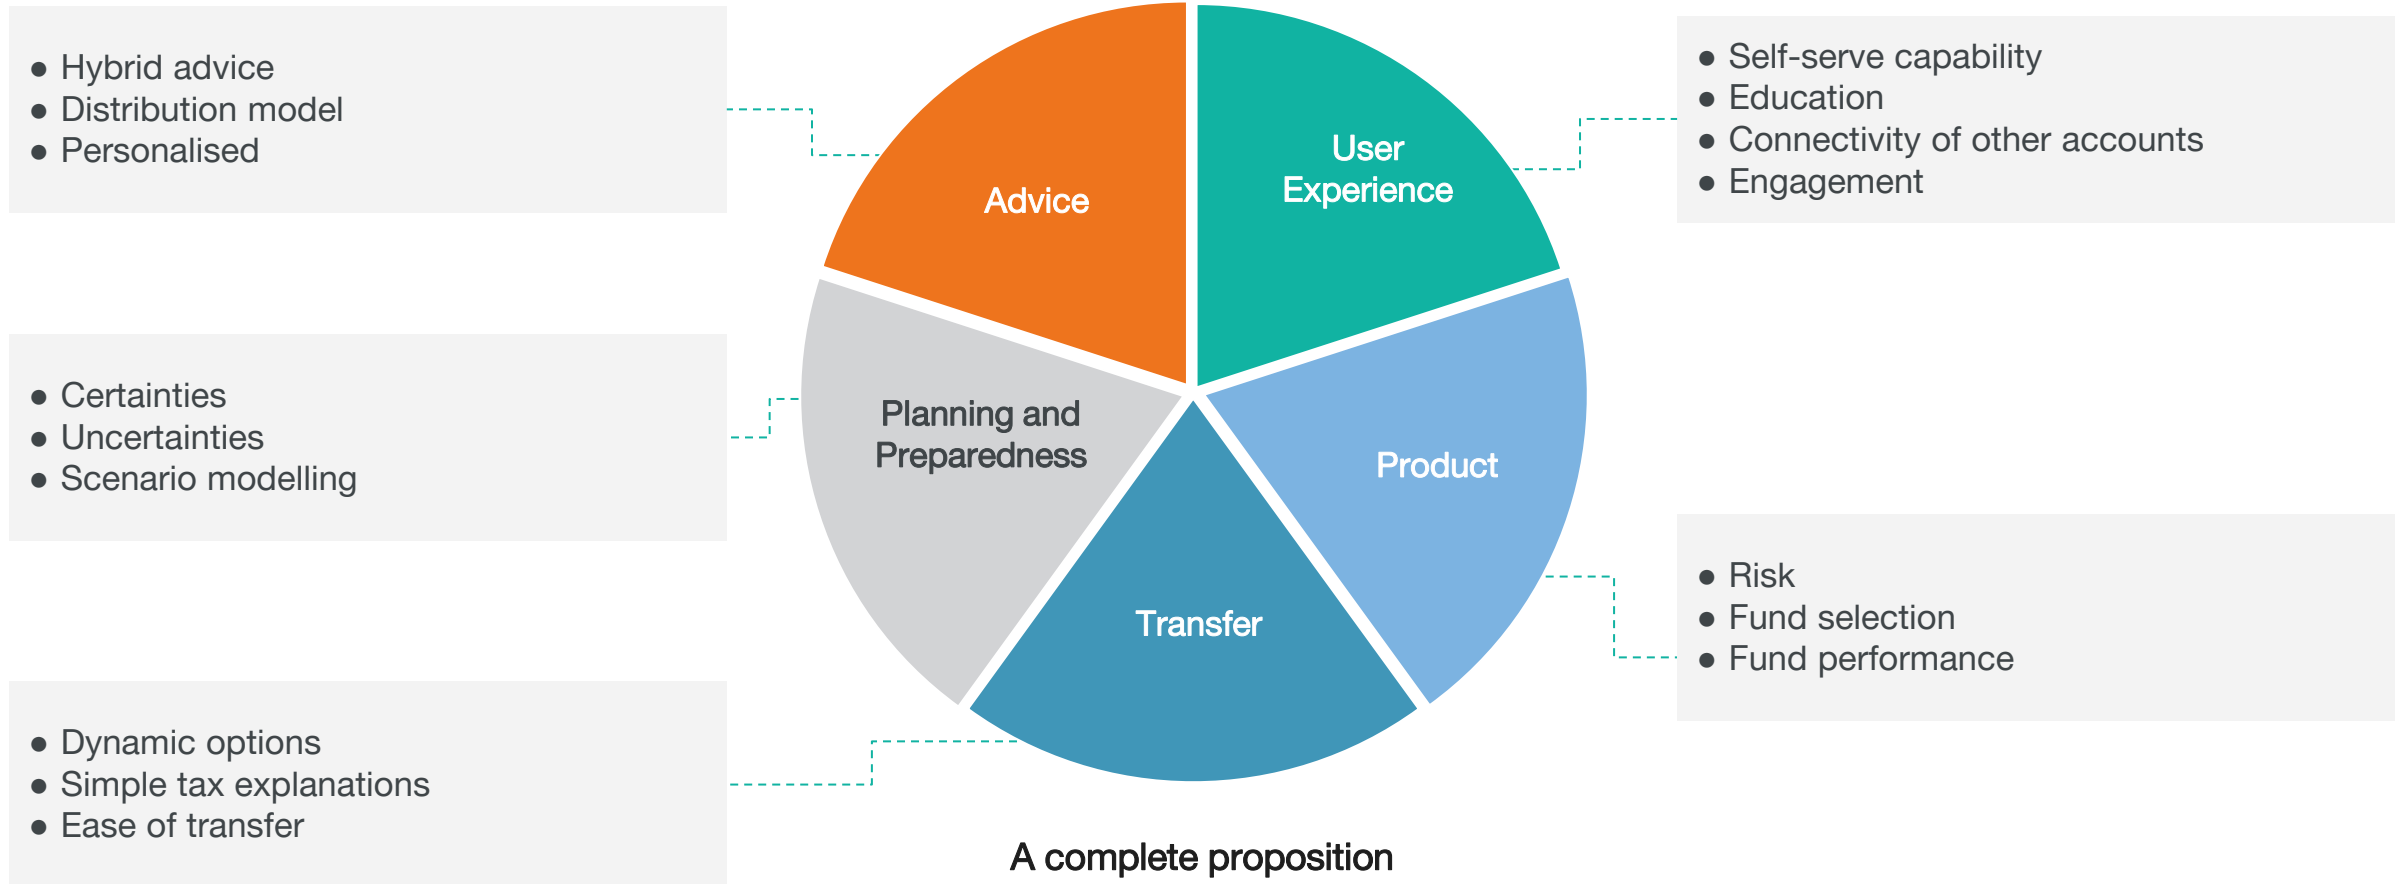 ● Hybrid advice
● Distribution model
● Personalised
Advice
User
Experience
● Self-serve capability
● Education
● Connectivity of other accounts
● Engagement
● Certainties
● Uncertainties
● Scenario modelling
Planning and
Preparedness
Product
● Risk
● Fund selection
● Fund performance
Transfer
● Dynamic options
● Simple tax explanations
● Ease of transfer
A complete proposition